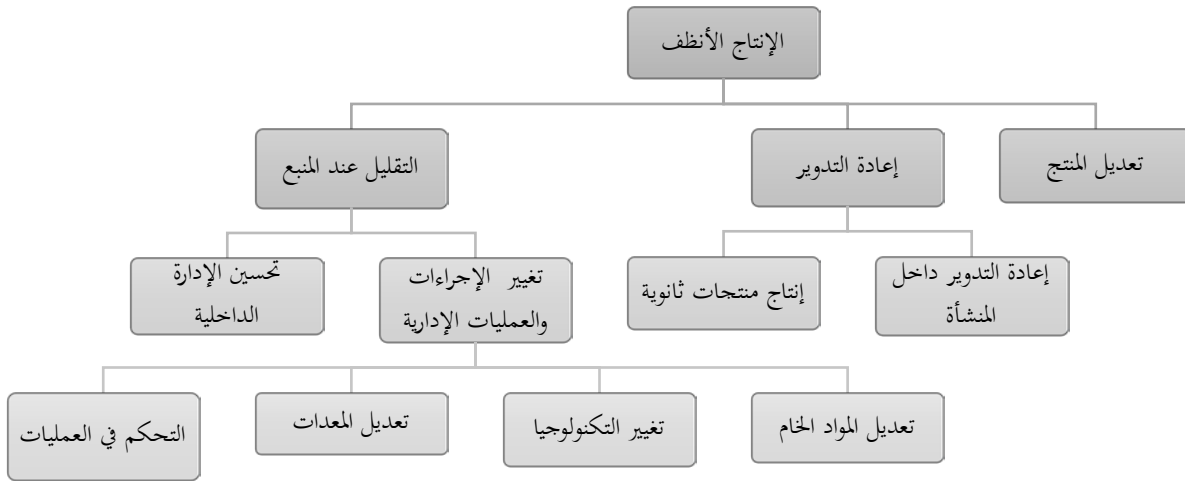 الإنتاج الأنظف
تعديل المنتج
إعادة التدوير
التقليل عند المنبع
إعادة التدوير داخل
المنشأة
إنتاج منتجات ثانوية
تغيير الإجراءات
والعمليات الإدارية
تحسين الإدارة
الداخلية
تعديل المواد الخام
تغيير التكنولوجيا
تعديل المعدات
التحكم في العمليات